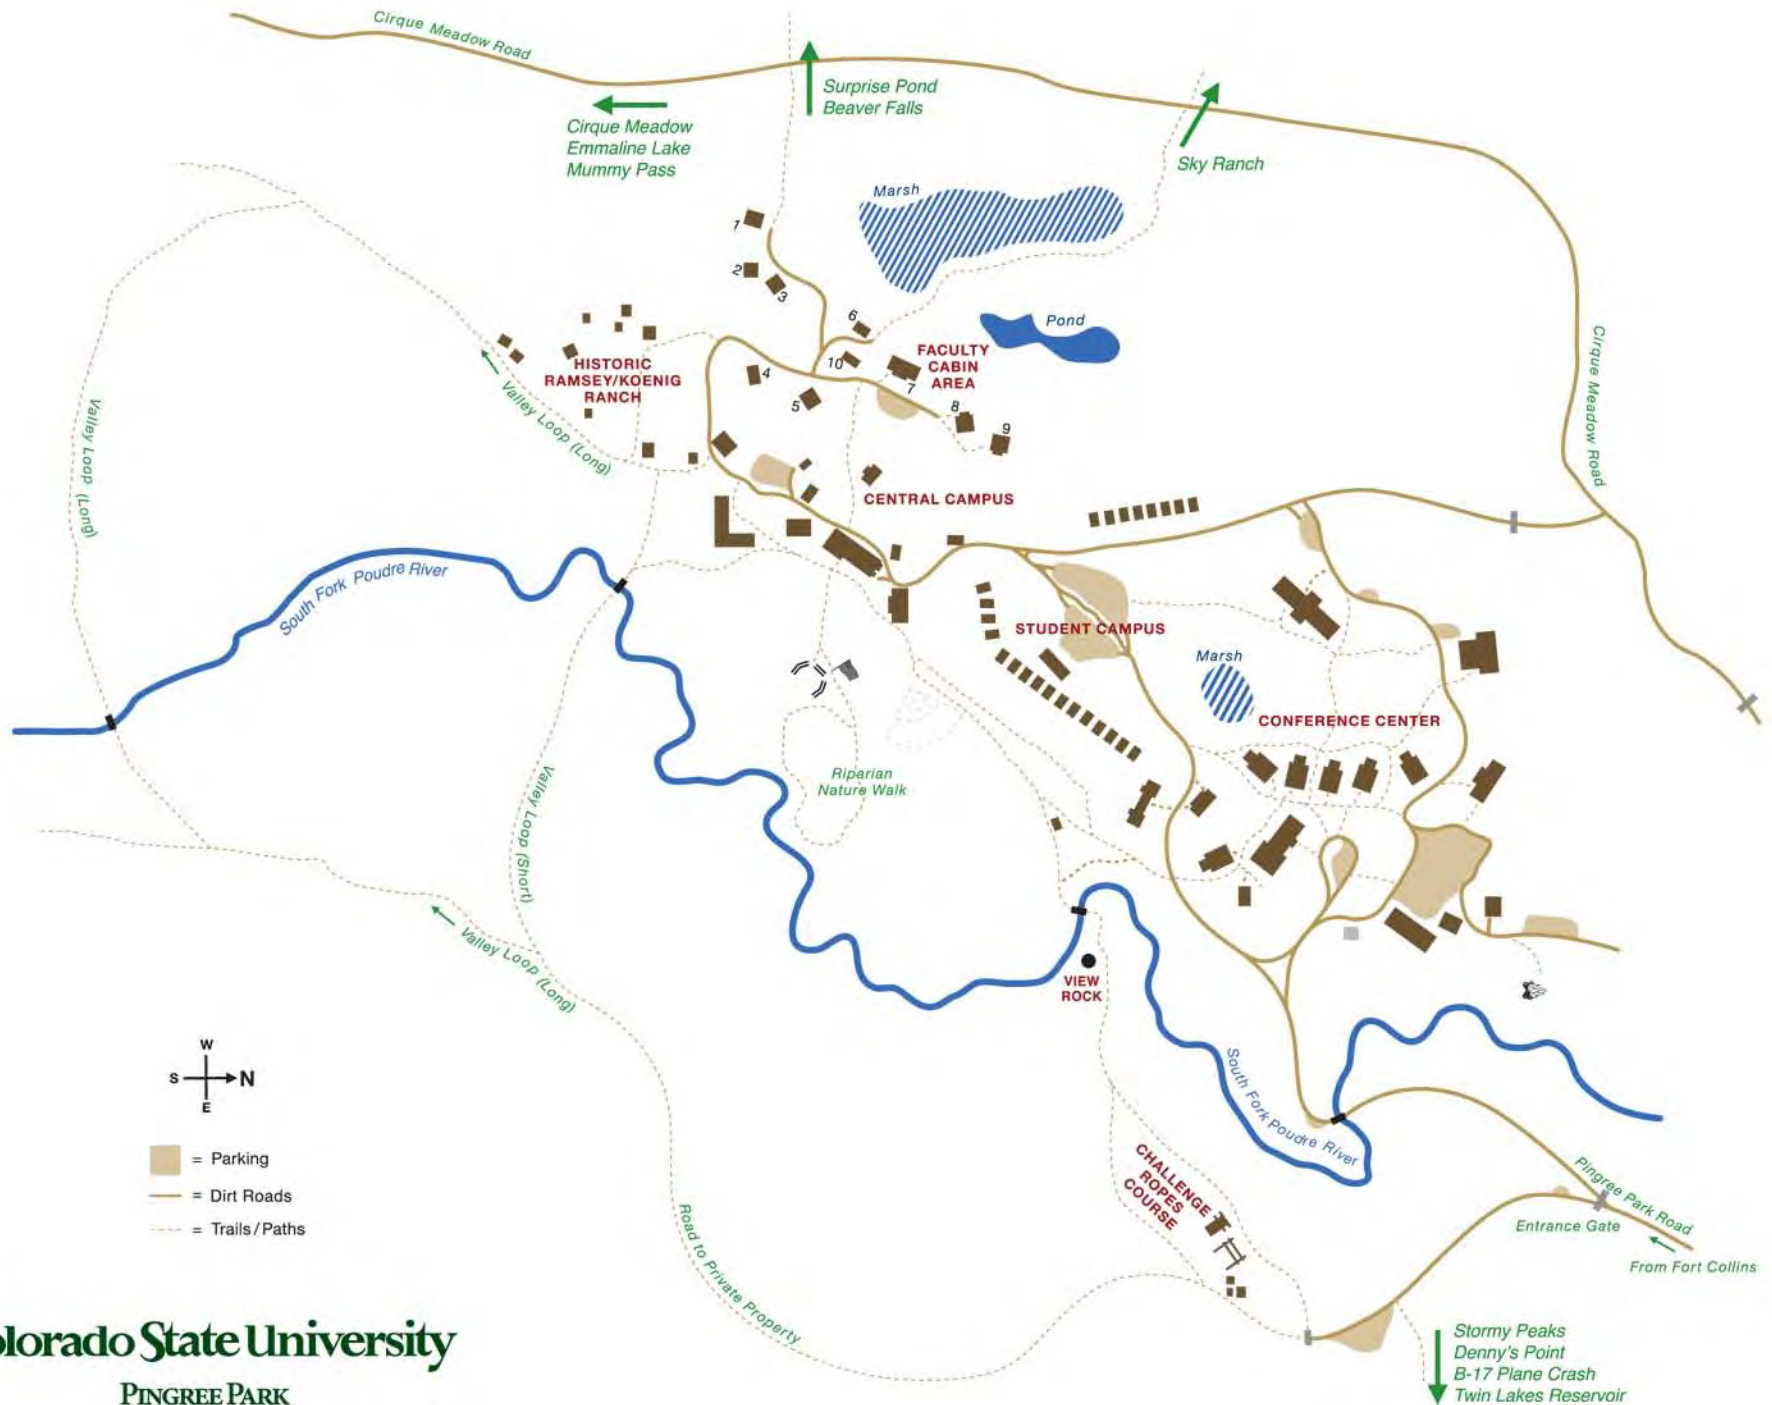 Cirque Meadow Road
Surprise Pond
Beaver Falls
Cirque Meadow
Emmaline Lake
Mummy Pass
Sky Ranch
Marsh
1
2
3
6
Pond
10
FACULTY
CABIN
AREA
7
HISTORIC
RAMSEY/KOENIG
RANCH
4
5
8
9
Cirque Meadow Road
Valley Loop (Long)
Valley Loop (Long)
CENTRAL CAMPUS
South Fork Poudre River
STUDENT CAMPUS
Marsh
CONFERENCE CENTER
Riparian
Nature Walk
Valley Loop (Short)
Valley Loop (Long)
VIEW
ROCK
W
S N
E
South Fork Poudre River
= Parking
= Dirt Roads
= Trails/Paths
CHALLENGE
ROPES
COURSE
Pingree Park Road
Entrance Gate
From Fort Collins
Road to Private Property
olorado State University
PINGREE PARK
Stormy Peaks
Denny's Point
B-17 Plane Crash
Twin Lakes Reservoir